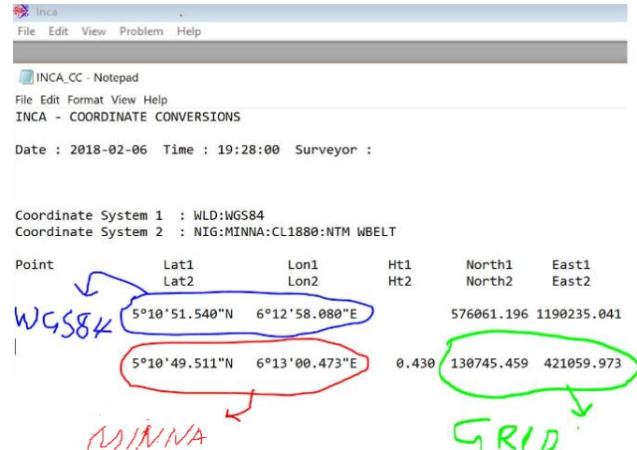 Inca
File Edit View Problem Help
INCA_CC - Notepad
File Edit Format View Help
INCA - COORDINATE CONVERSIONS
Date : 2018-02-06 Time : 19:28:00 Surveyor :
Coordinate System 1 : WLD:WGS84
Coordinate System 2 : NIG:MINNA:CL1880:NTM WBELT
Point Lat1 Lon1 Ht1 North1 East1
Lat2 Lon2 Ht2 North2 East2
WGS84 5°10'51.540"N 6°12'58.080"E 576061.196 1190235.041
5°10'49.511"N 6°13'00.473"E 0.430 130745.459 421059.973
MINNA GRID